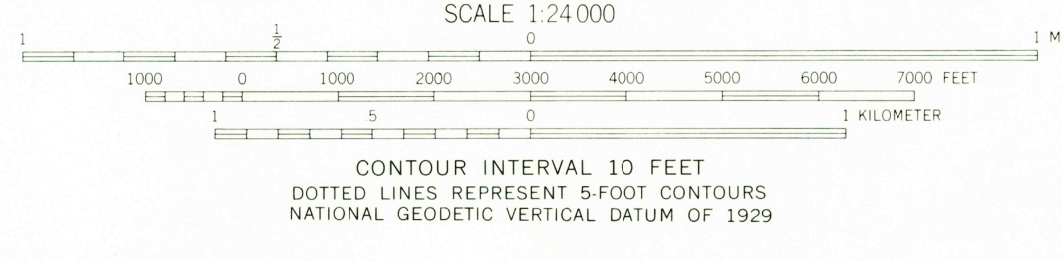 SCALE 1:24 000
1 1/2 0 1 M
1000 0 1000 2000 3000 4000 5000 6000 7000 FEET
1 .5 0 1 KILOMETER
CONTOUR INTERVAL 10 FEET
DOTTED LINES REPRESENT 5-FOOT CONTOURS
NATIONAL GEODETIC VERTICAL DATUM OF 1929